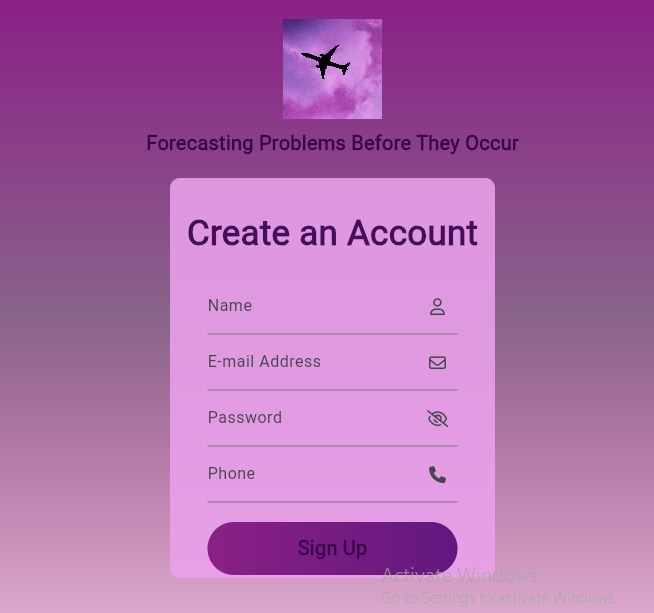 Forecasting Problems Before They Occur
Create an Account
Name
E-mail Address
Password
Phone
Sign Up
Activate Windows
Go to Settings to activate Windows.